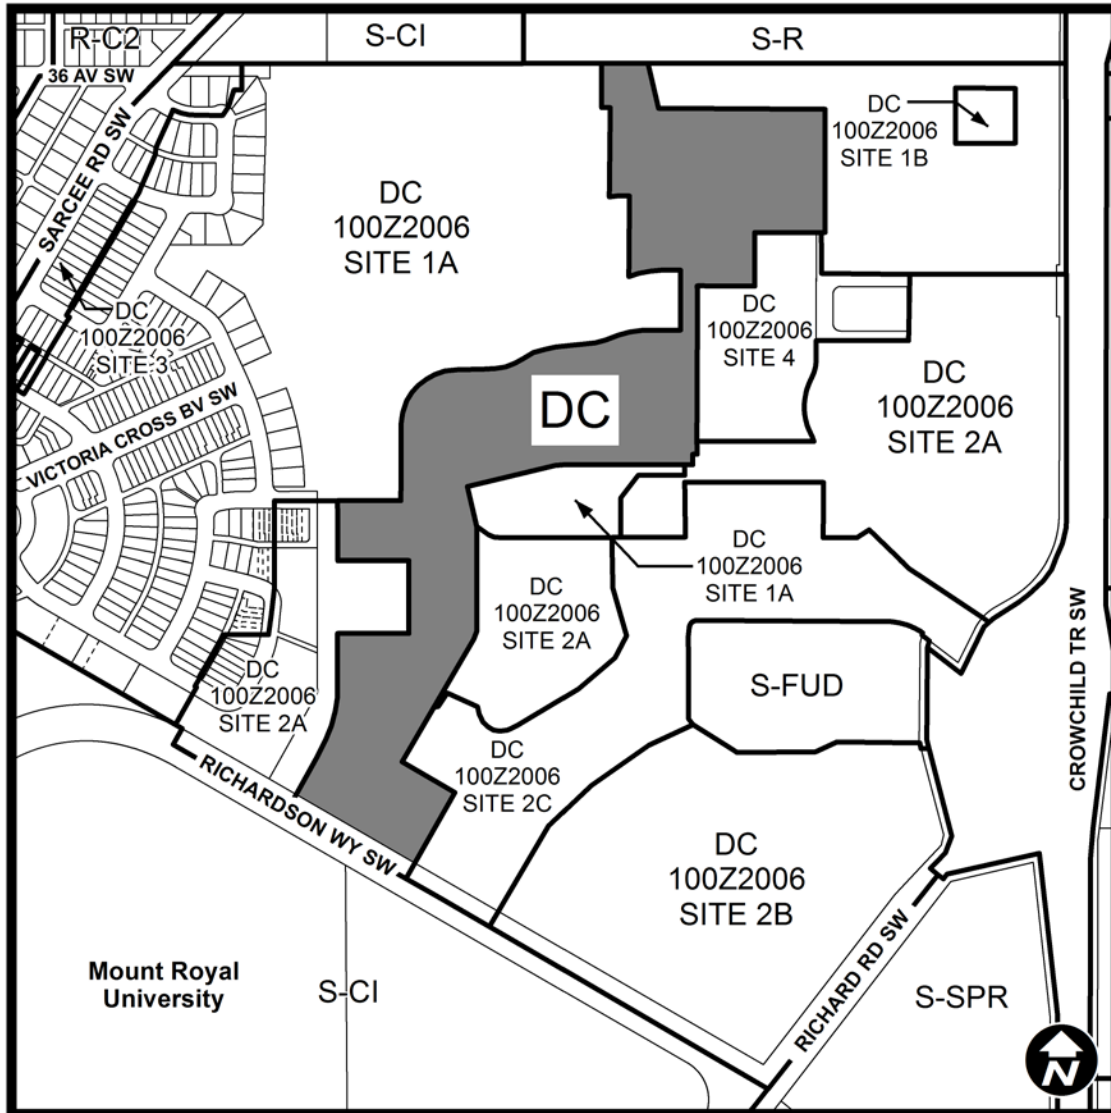 R-C2
S-CI
S-R
36 AV SW
SARCEE RD SW
DC
100Z2006
SITE 1A
DC
100Z2006
SITE 1B
DC
100Z2006
SITE 3
DC
100Z2006
SITE 4
DC
100Z2006
SITE 2A
VICTORIA CROSS BV SW
DC
DC
100Z2006
SITE 1A
DC
100Z2006
SITE 2A
DC
100Z2006
SITE 2A
S-FUD
CROWCHILD TR SW
DC
100Z2006
SITE 2C
RICHARDSON WY SW
DC
100Z2006
SITE 2B
RICHARD RD SW
Mount Royal
University
S-CI
S-SPR
N